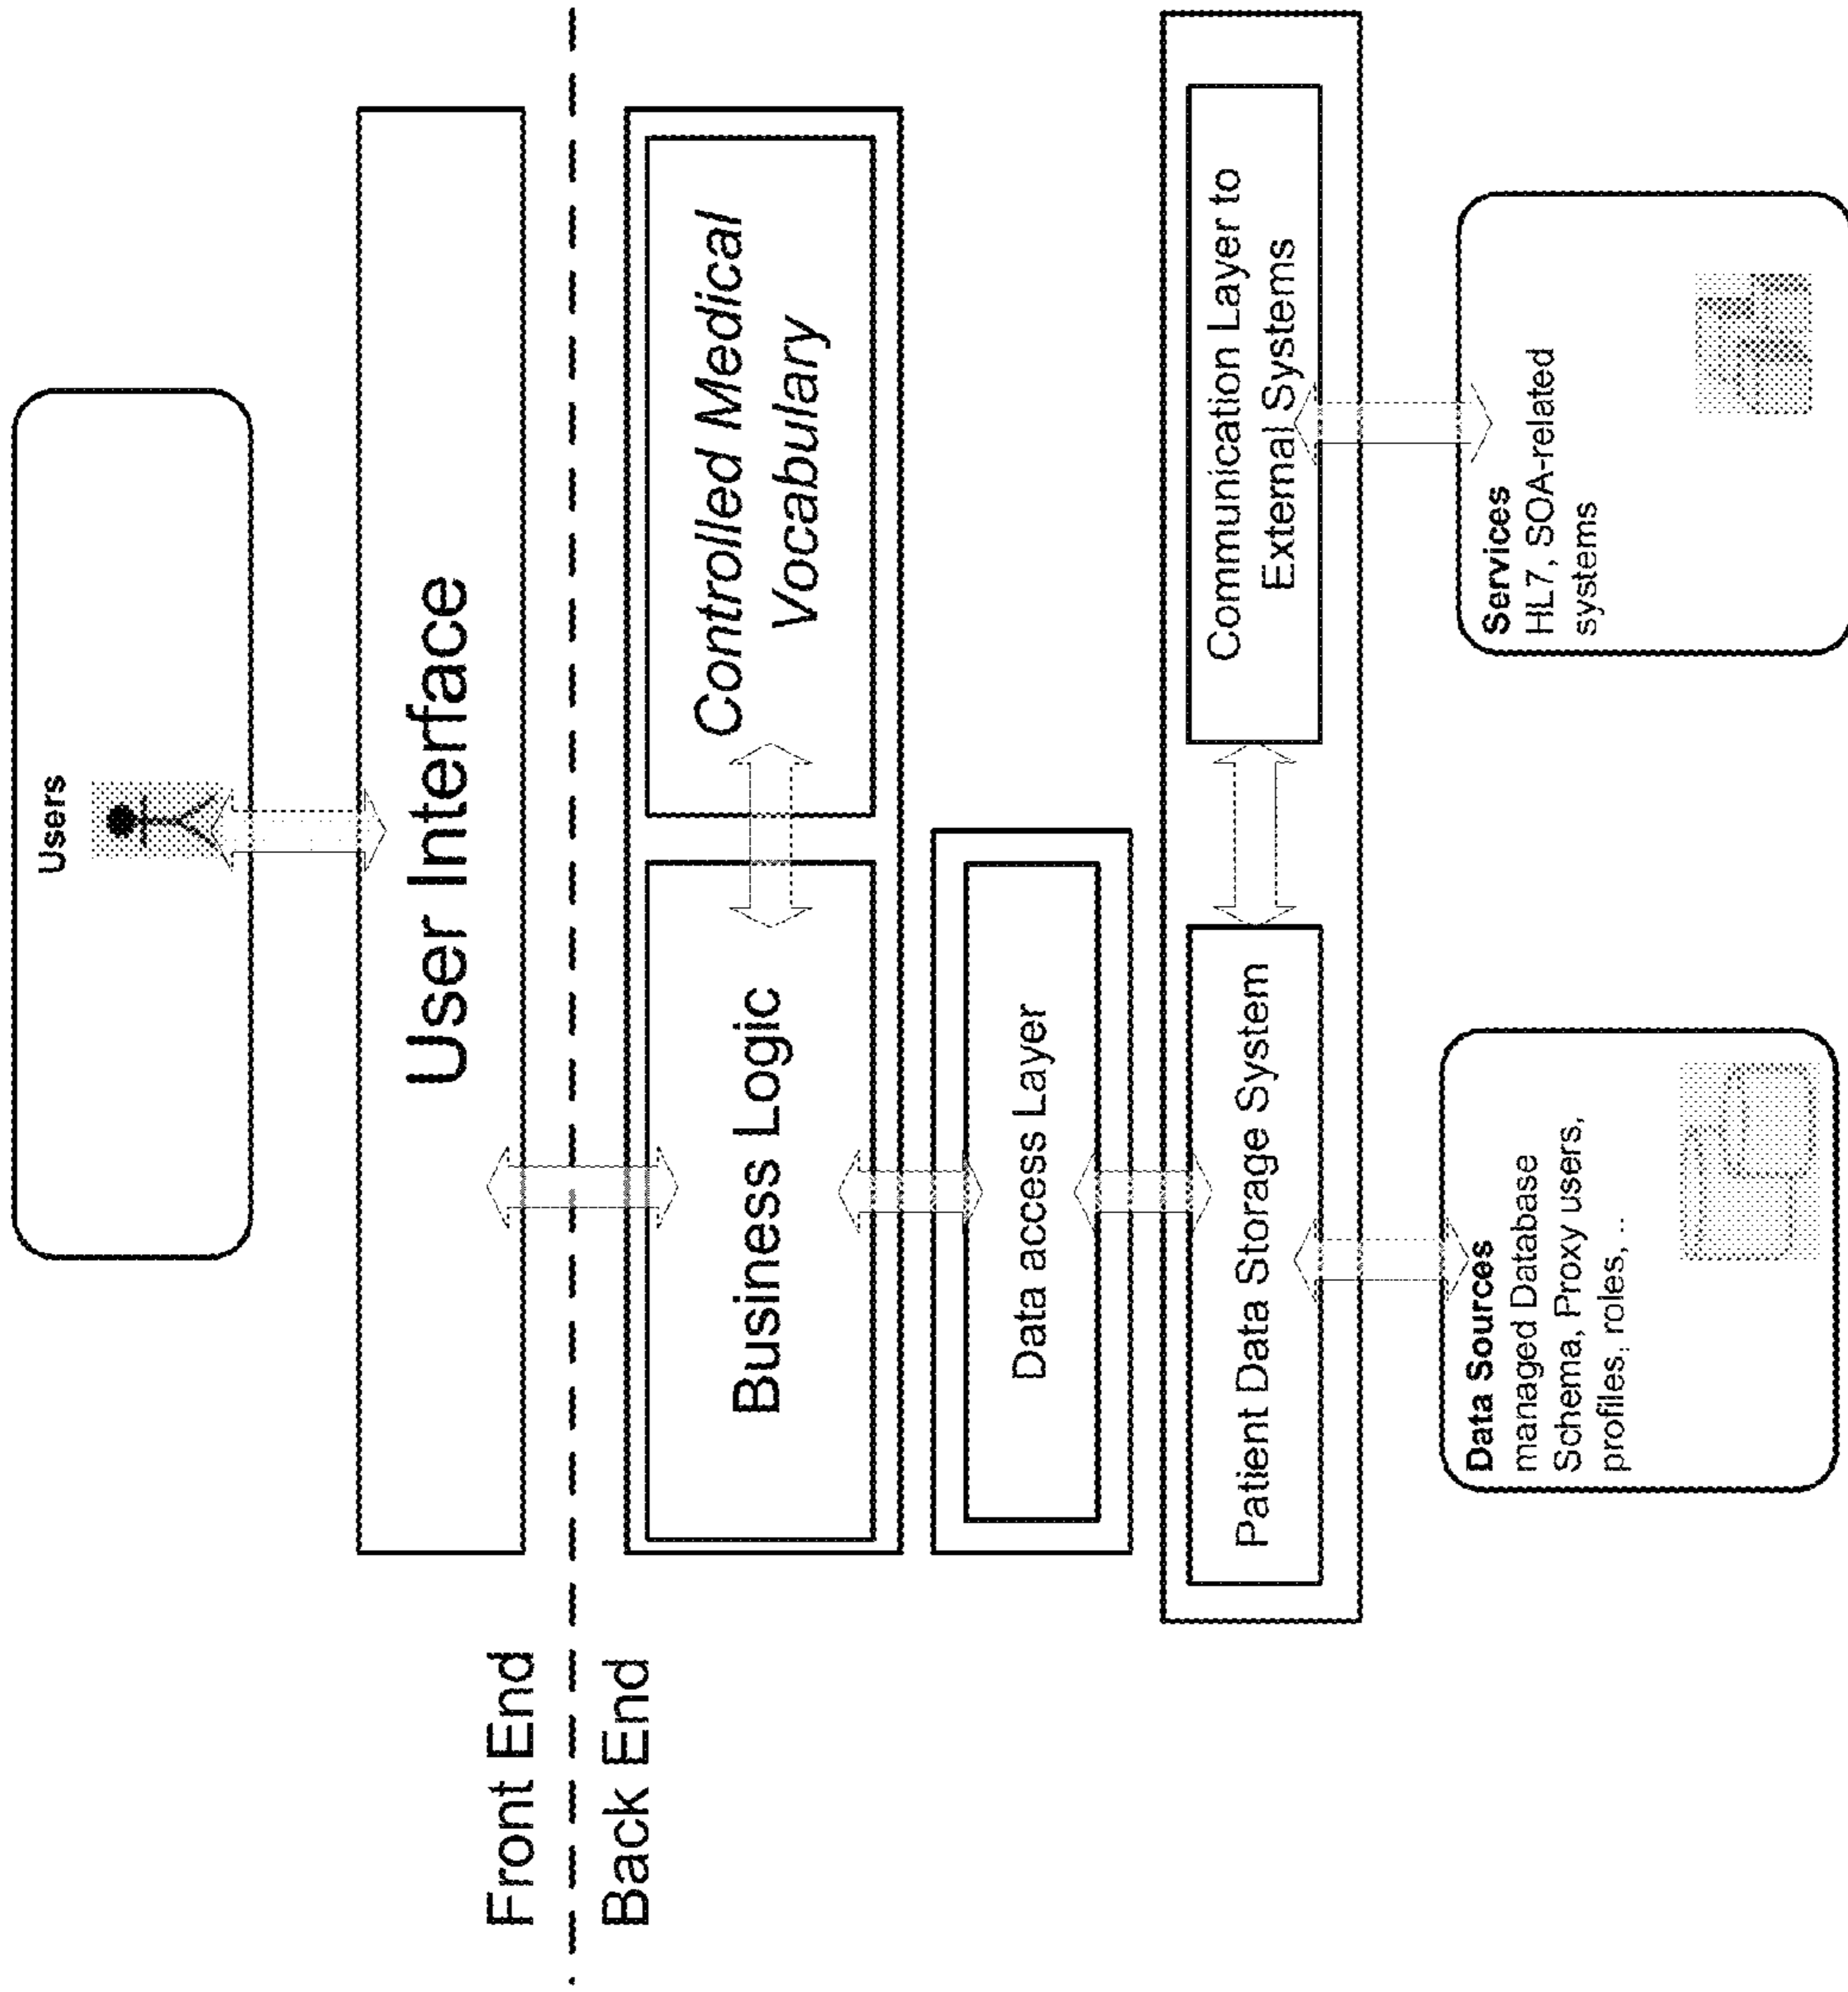 Users
User Interface
Front End
Back End
Business Logic
Controlled Medical
Vocabulary
Data access Layer
Patient Data Storage System
Communication Layer to
External Systems
Data Sources
managed Database
Schema, Proxy users,
profiles, roles, ..
Services
HL7, SOA-related
systems